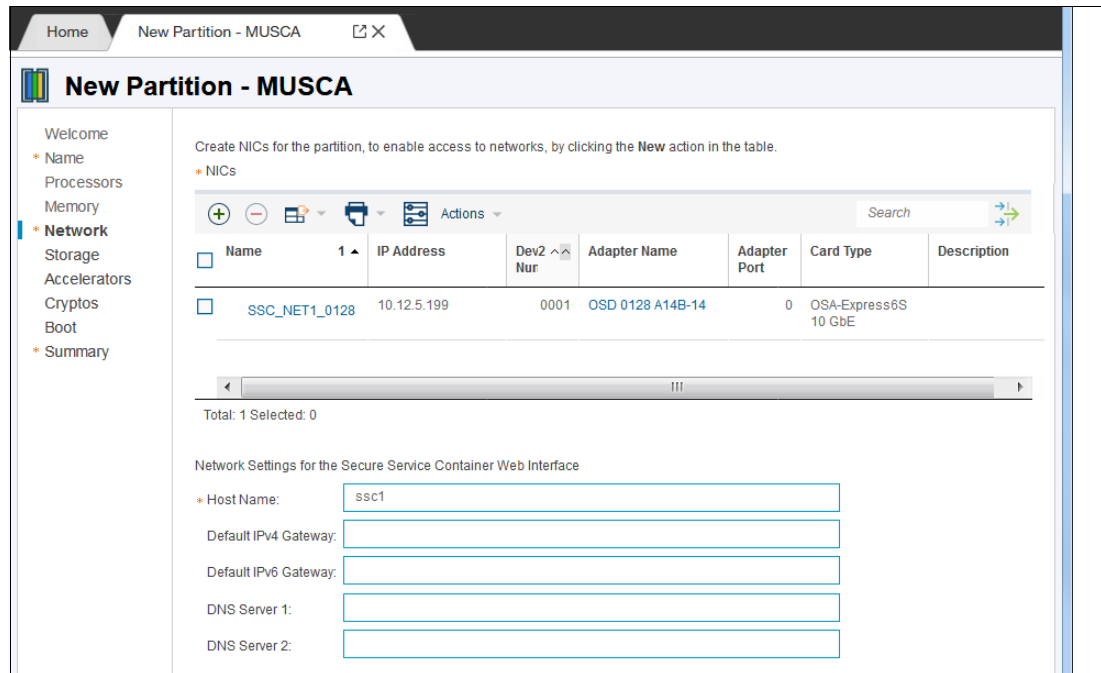 Home
New Partition - MUSCA
New Partition - MUSCA
Welcome
* Name
Processors
Memory
* Network
Storage
Accelerators
Cryptos
Boot
* Summary
Create NICs for the partition, to enable access to networks, by clicking the New action in the table.
* NICs
Actions
Search
Name 1 IP Address Dev2 Adapter Name Adapter Card Type Description
Nur Port
SSC_NET1_0128 10.12.5.199 0001 OSD 0128 A14B-14 0 OSA-Express6S
10 GbE
Total: 1 Selected: 0
Network Settings for the Secure Service Container Web Interface
* Host Name: ssc1
Default IPv4 Gateway:
Default IPv6 Gateway:
DNS Server 1:
DNS Server 2: